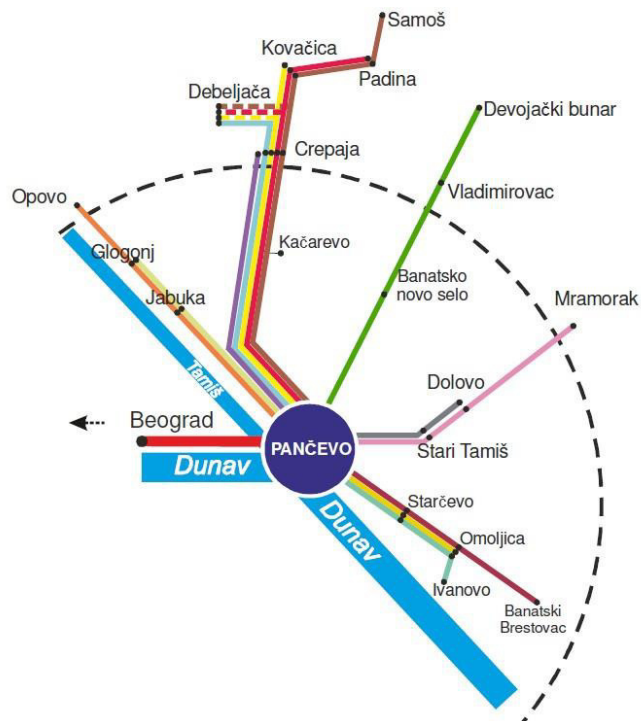 Samoš
Kovačica
Padina
Debeljača
Devojački bunar
Crepaja
Vladimirovac
Opovo
Kačarevo
Glogonj
Banatsko
novo selo
Mramorak
Jabuka
Tamiš
Dolovo
Beograd
PANČEVO
Stari Tamiš
Dunav
Dunav
Starčevo
Omoljica
Ivanovo
Banatski
Brestovac